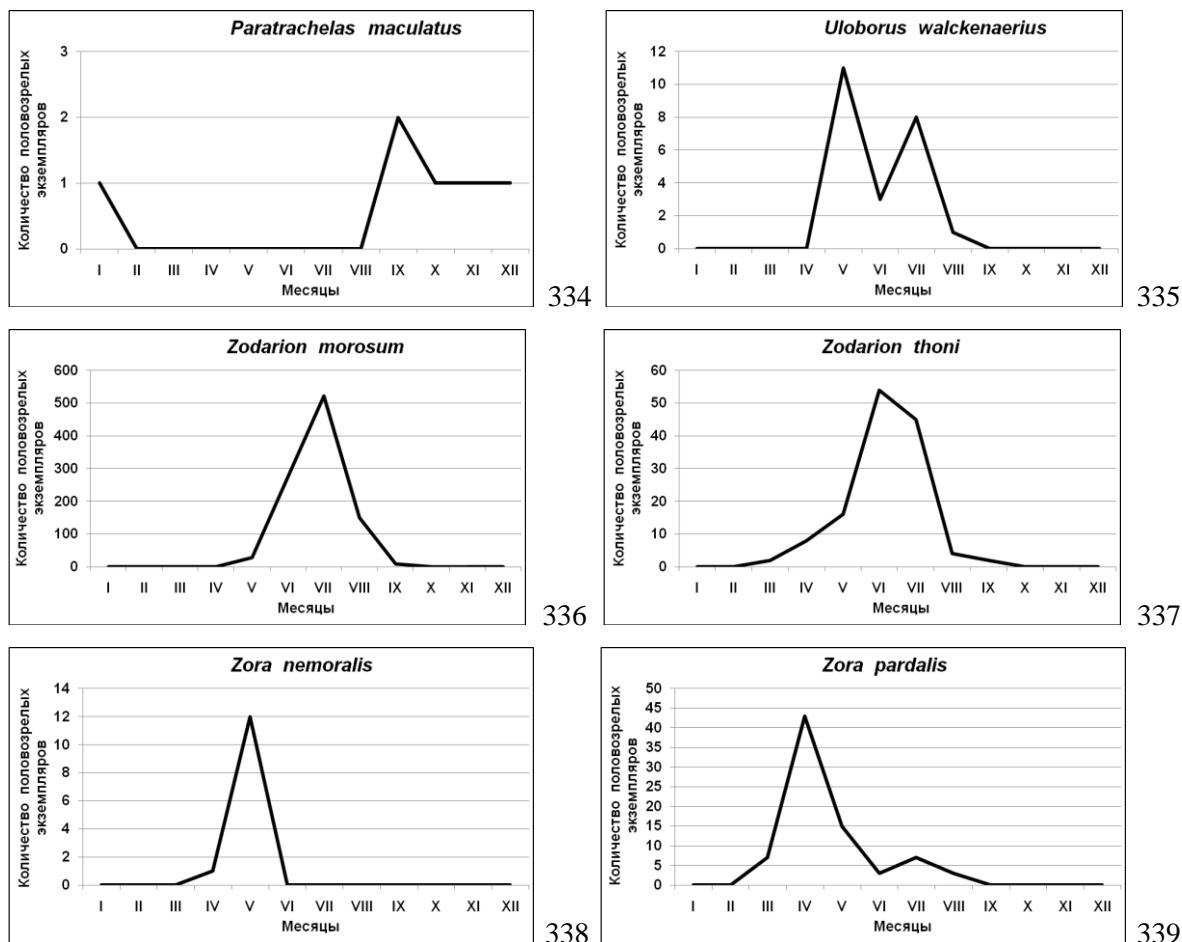 Paratrachelas maculatus
Количество половозрелых
экземпляров
3
2
1
0
I II III IV V VI VII VIII IX X XI XII
Месяцы
334
Uloborus walckenaerius
Количество половозрелых
экземпляров
12
10
8
6
4
2
0
I II III IV V VI VII VIII IX X XI XII
Месяцы
335
Zodarion morosum
Количество половозрелых
экземпляров
600
500
400
300
200
100
0
I II III IV V VI VII VIII IX X XI XII
Месяцы
336
Zodarion thoni
Количество половозрелых
экземпляров
60
50
40
30
20
10
0
I II III IV V VI VII VIII IX X XI XII
Месяцы
337
Zora nemoralis
Количество половозрелых
экземпляров
14
12
10
8
6
4
2
0
I II III IV V VI VII VIII IX X XI XII
Месяцы
338
Zora pardalis
Количество половозрелых
экземпляров
50
45
40
35
30
25
20
15
10
5
0
I II III IV V VI VII VIII IX X XI XII
Месяцы
339